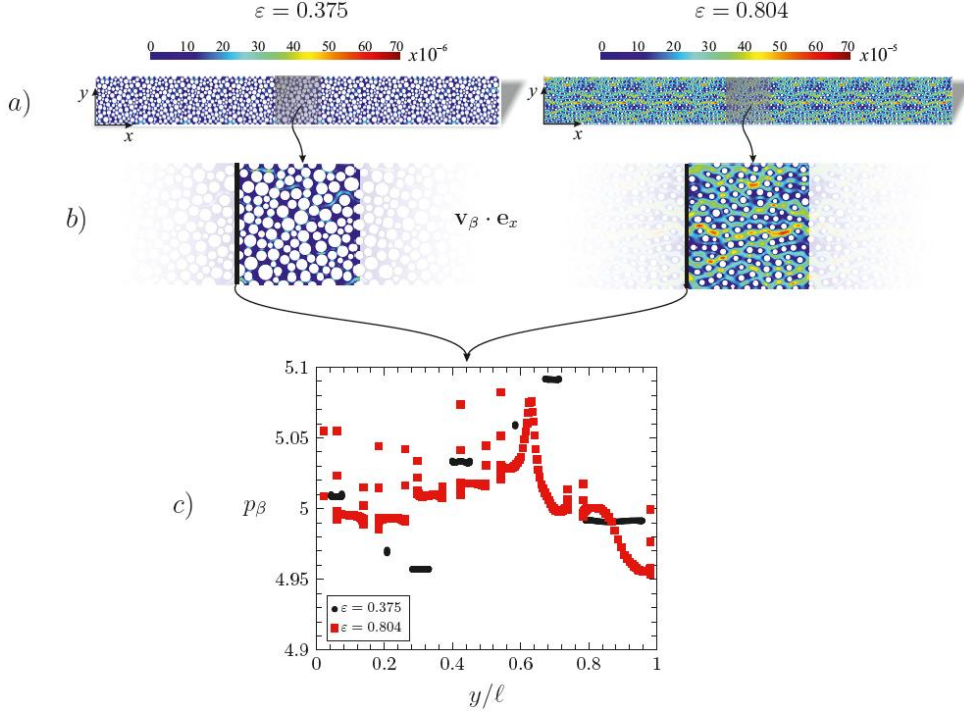 ε = 0.375 ε = 0.804
0 10 20 30 40 50 60 70 x10⁻⁶ 0 10 20 30 40 50 60 70 x10⁻⁵
a) y x y x
b) v_β · e_x
c) p_β
5.1
5.05
5
4.95
4.9
ε = 0.375
ε = 0.804
0 0.2 0.4 0.6 0.8 1
y/ℓ